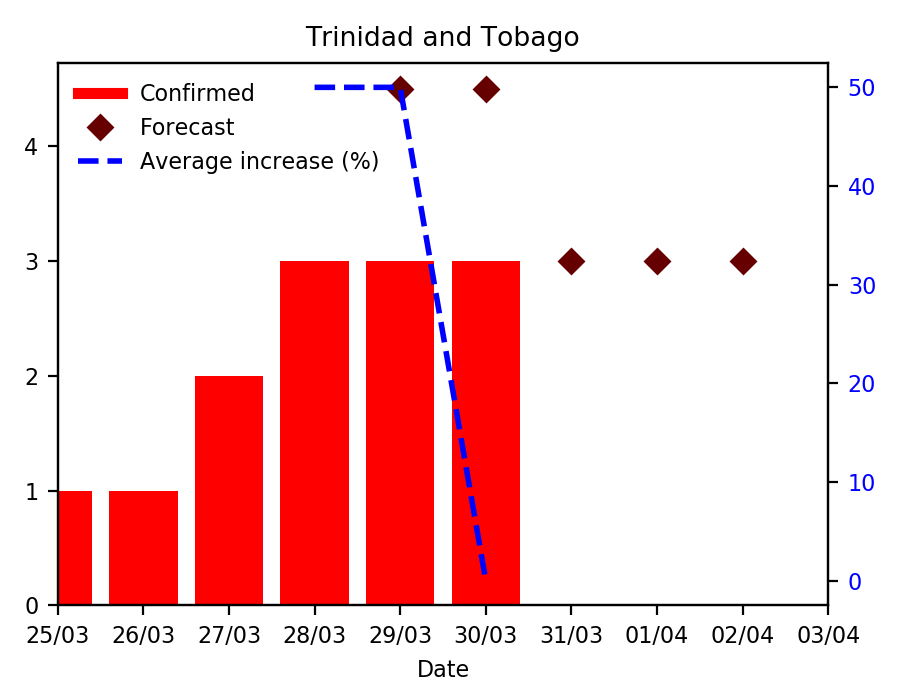 Trinidad and Tobago
Confirmed
Forecast
Average increase (%)
4
3
2
1
0
50
40
30
20
10
0
25/03 26/03 27/03 28/03 29/03 30/03 31/03 01/04 02/04 03/04
Date